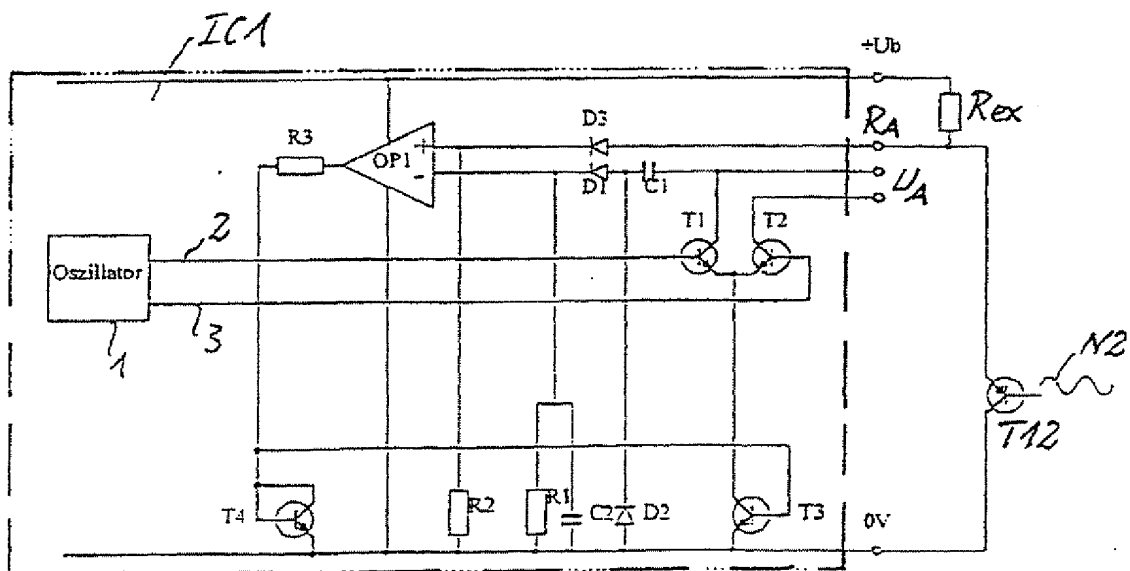 IC1
+Ub
Rex
RA
UA
D3
R3
OP1
+
-
D1
C1
T1
T2
2
Oszillator
1
3
N2
T12
T4
R2
R1
C2
D2
T3
0V